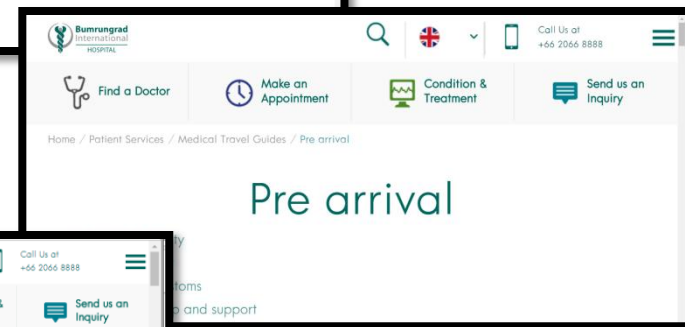 Bumrungrad
International
HOSPITAL
Call Us at
+66 2066 8888
Find a Doctor
Make an
Appointment
Condition &
Treatment
Send us an
Inquiry
Home / Patient Services / Medical Travel Guides / Pre arrival
Pre arrival
ty
toms
and support
Call Us at
+66 2066 8888
&
Send us an
Inquiry